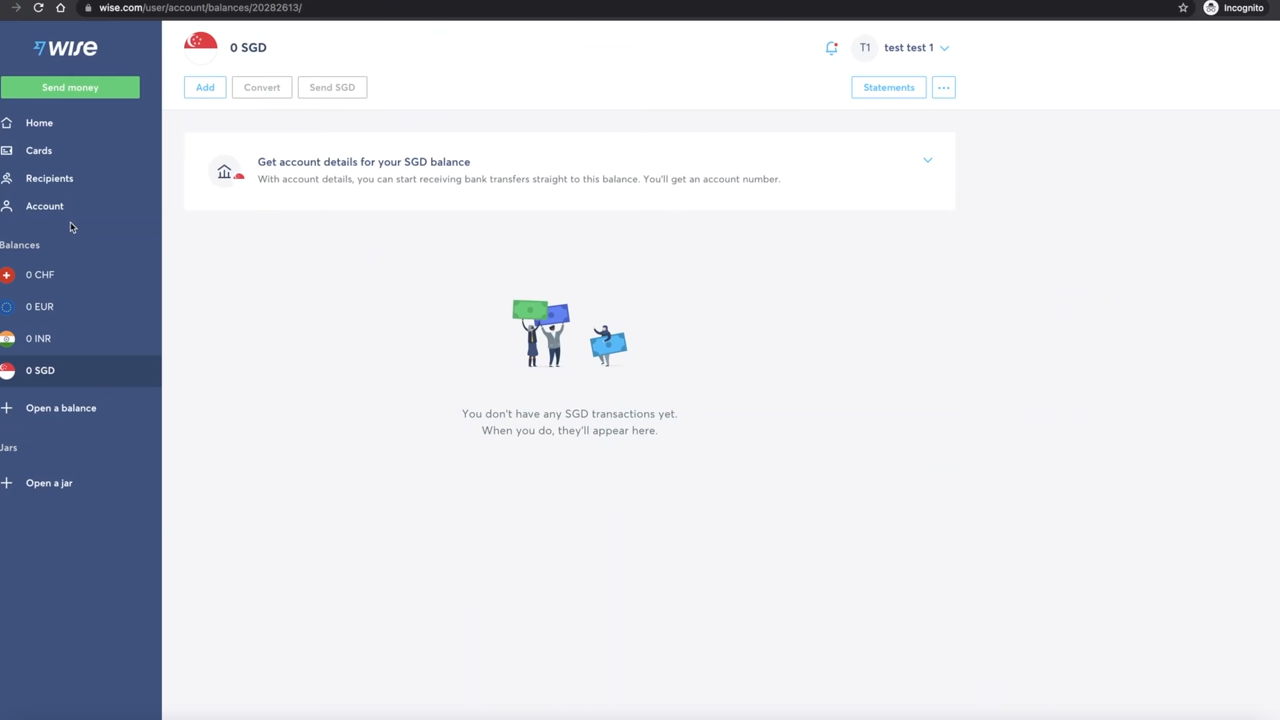 wise.com/user/account/balances/20282613/
Incognito
wise
Send money
Home
Cards
Recipients
Account
Balances
0 CHF
0 EUR
0 INR
0 SGD
Open a balance
Jars
Open a jar
0 SGD
T1
test test 1
Add
Convert
Send SGD
Statements
Get account details for your SGD balance
With account details, you can start receiving bank transfers straight to this balance. You'll get an account number.
You don't have any SGD transactions yet.
When you do, they'll appear here.